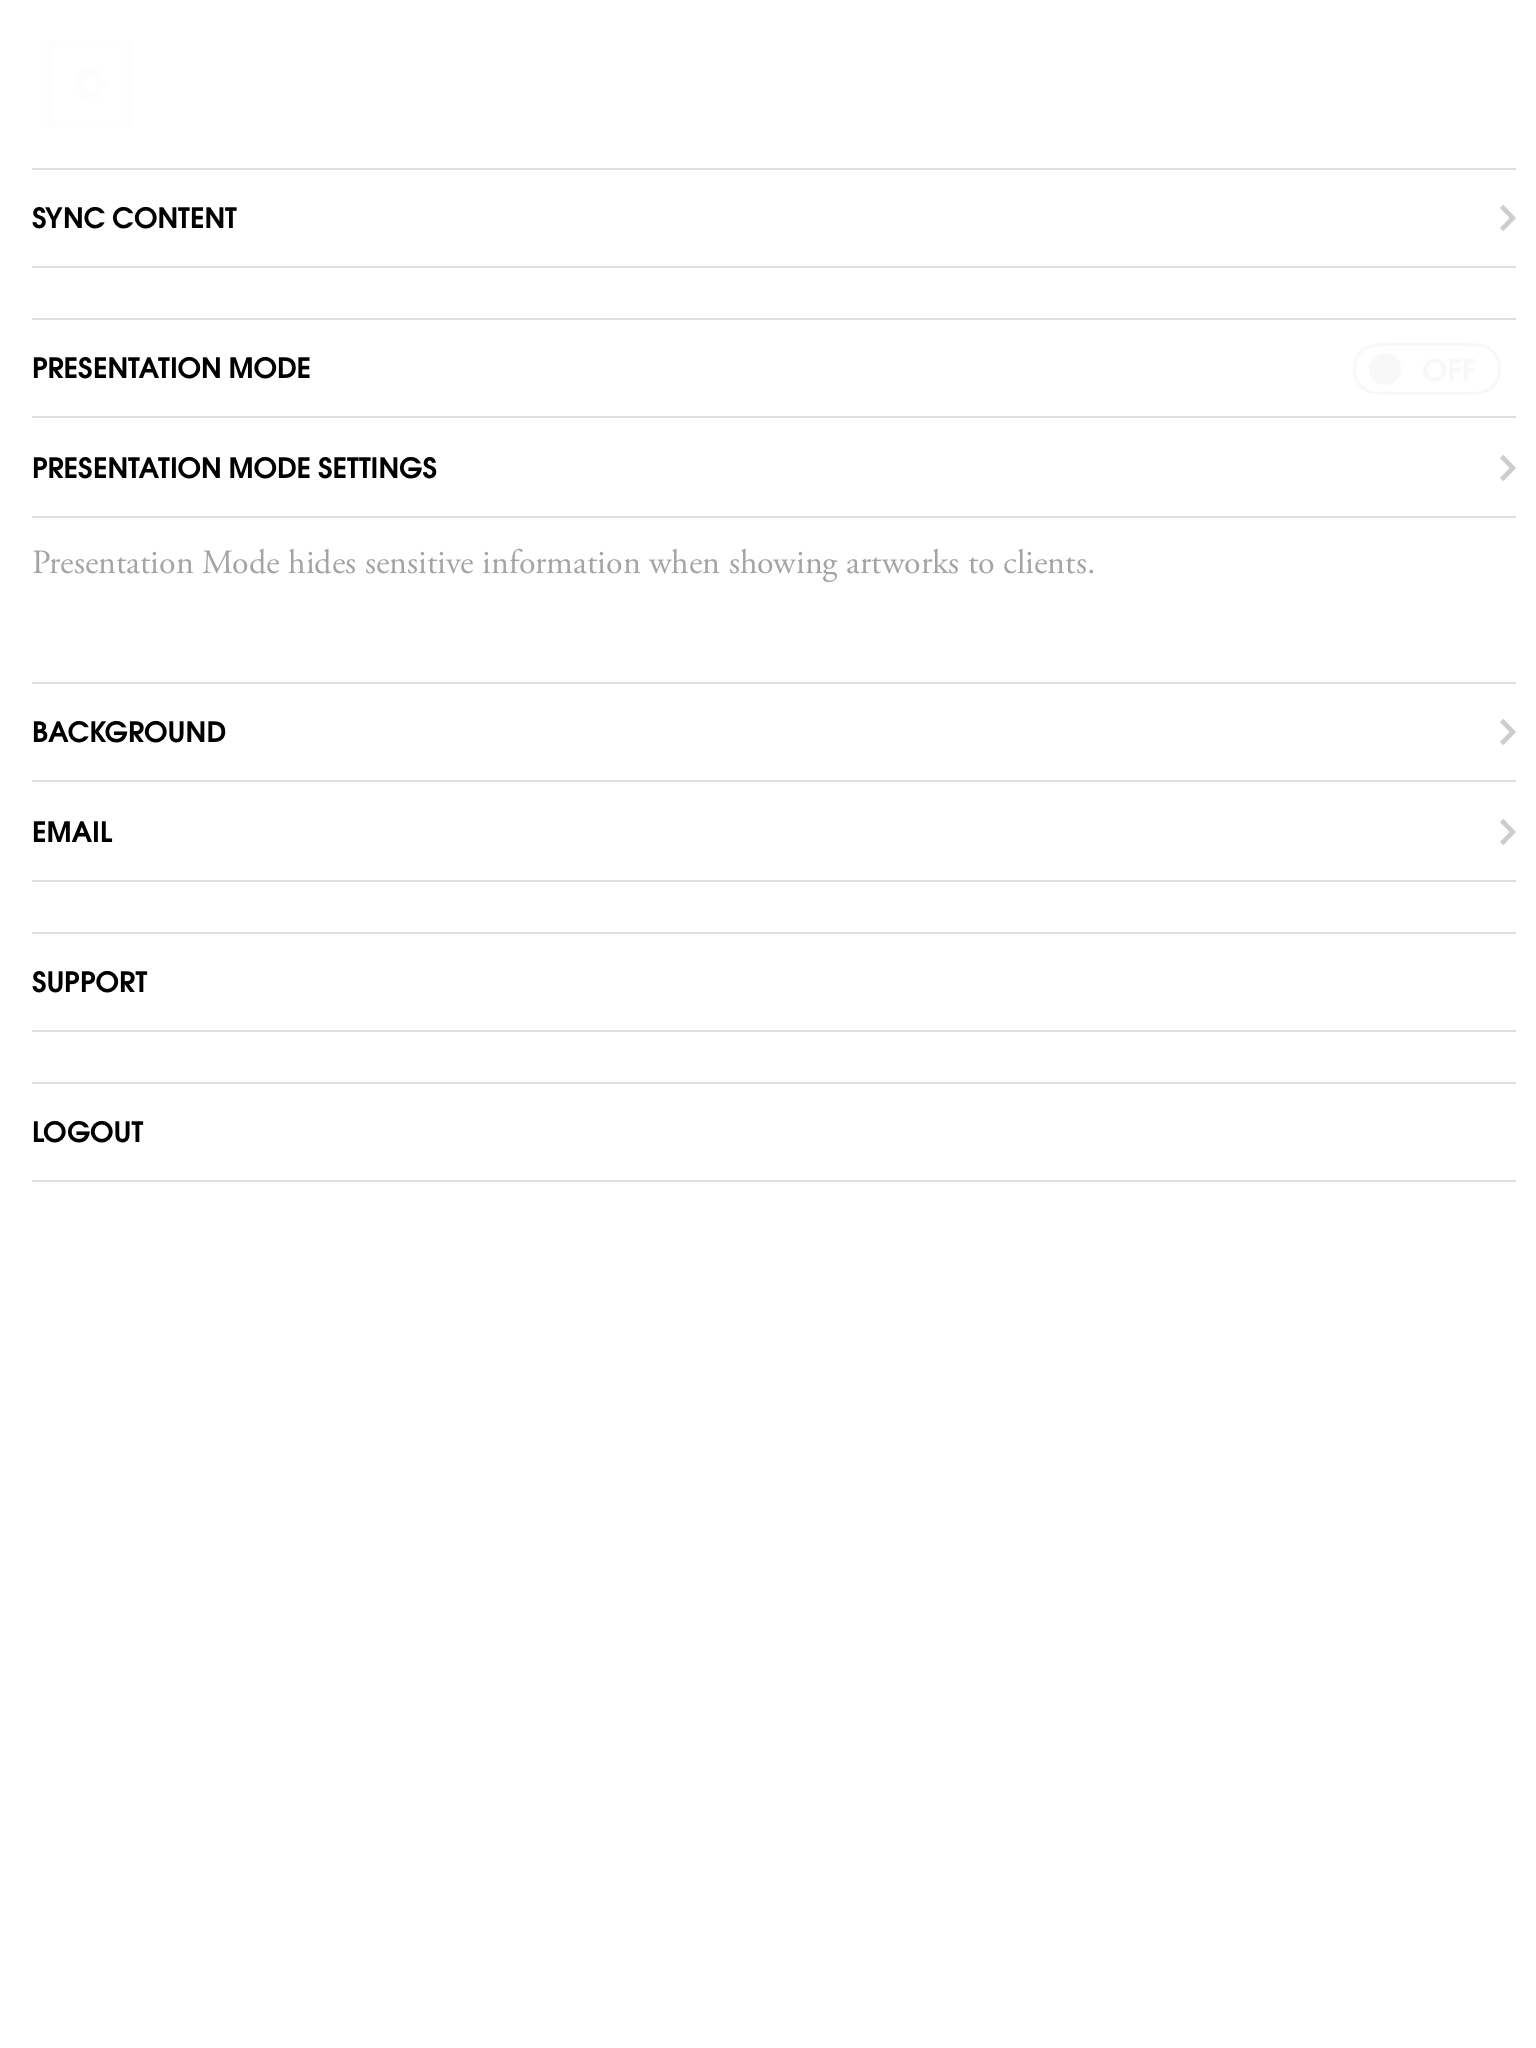 SYNC CONTENT
PRESENTATION MODE
OFF
PRESENTATION MODE SETTINGS
Presentation Mode hides sensitive information when showing artworks to clients.
BACKGROUND
EMAIL
SUPPORT
LOGOUT